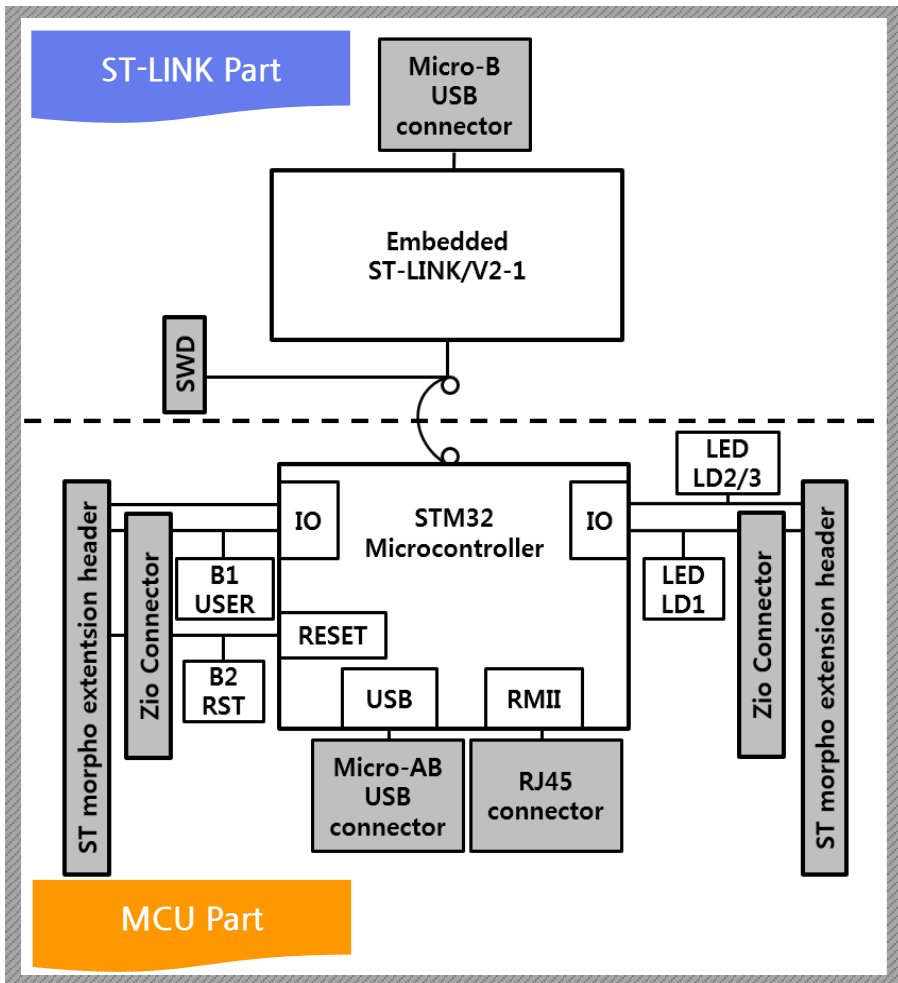 ST-LINK Part
Micro-B
USB
connector
Embedded
ST-LINK/V2-1
SWD
LED
LD2/3
IO
STM32
Microcontroller
IO
B1
USER
LED
LD1
RESET
B2
RST
ST morpho extentsion header
Zio Connector
Zio Connector
ST morpho extension header
USB
RMII
Micro-AB
USB
connector
RJ45
connector
MCU Part